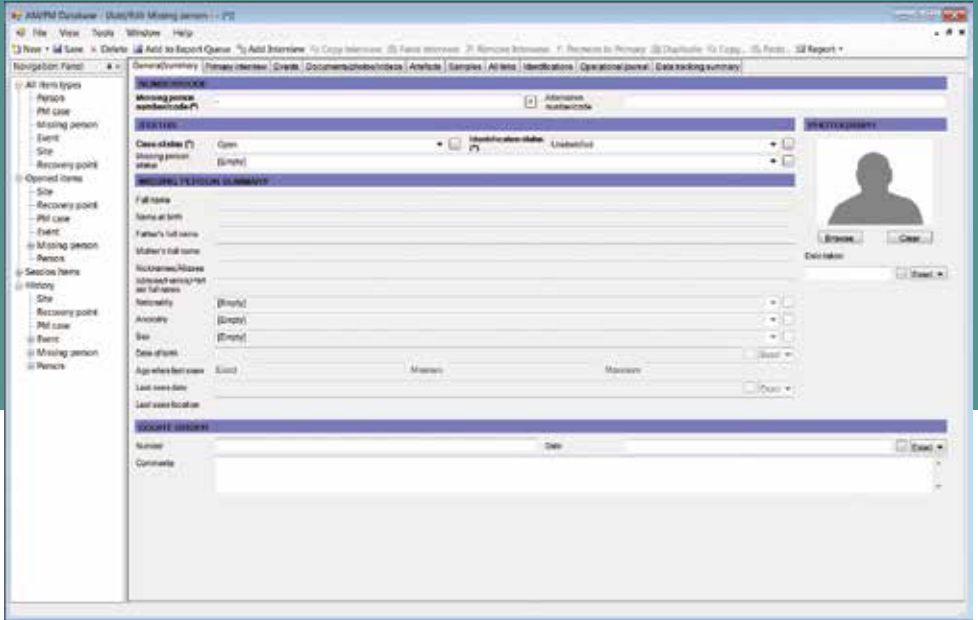 AM/PM Database - [Add/Edit Missing person - - (*)]
File View Tools Window Help
New Save Delete Add to Export Queue Add Interview Copy Interview Paste Interview Remove Interview Promote to Primary Duplicate Copy... Paste... Report
Navigation Panel
All item types
Person
PM case
Missing person
Event
Site
Recovery point
Opened items
Site
Recovery point
PM case
Event
Missing person
Person
Session items
History
Site
Recovery point
PM case
Event
Missing person
Person
General/Summary Primary interview Events Documents/photos/videos Artefacts Samples All links Identifications Operational journal Data tracking summary
NUMBER/CODE
Missing person number/code (*) - Alternative number/code
STATUS
Case status (*) Open Identification status (*) Unidentified
Missing person status [Empty]
PHOTOGRAPH
Browse Clear
Date taken
Exact
MISSING PERSON SUMMARY
Full name
Name at birth
Father's full name
Mother's full name
Nicknames/Aliases
Nationality [Empty]
Ancestry [Empty]
Sex [Empty]
Date of birth Exact
Age when last seen Exact Minimum Maximum
Last seen date Exact
Last seen location
COURT ORDER
Number Date Exact
Comments